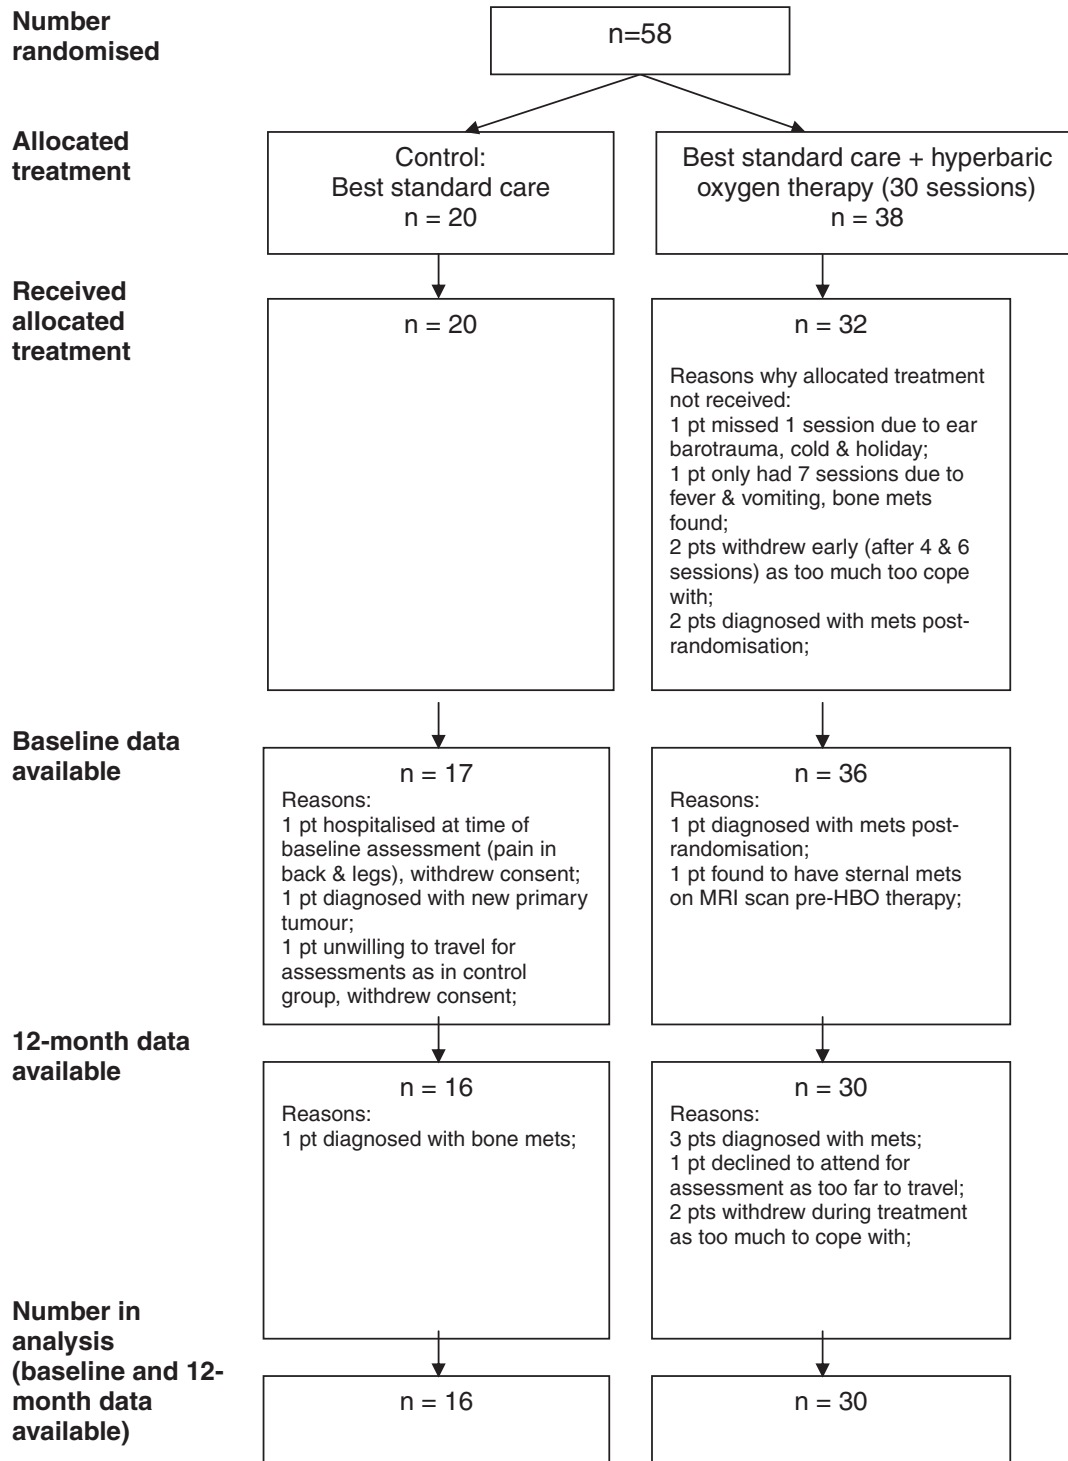 Number
randomised
n=58
Allocated
treatment
Control:
Best standard care
n = 20
Best standard care + hyperbaric
oxygen therapy (30 sessions)
n = 38
Received
allocated
treatment
n = 20
n = 32
Reasons why allocated treatment
not received:
1 pt missed 1 session due to ear
barotrauma, cold & holiday;
1 pt only had 7 sessions due to
fever & vomiting, bone mets
found;
2 pts withdrew early (after 4 & 6
sessions) as too much too cope
with;
2 pts diagnosed with mets post-
randomisation;
Baseline data
available
n = 17
Reasons:
1 pt hospitalised at time of
baseline assessment (pain in
back & legs), withdrew consent;
1 pt diagnosed with new primary
tumour;
1 pt unwilling to travel for
assessments as in control
group, withdrew consent;
n = 36
Reasons:
1 pt diagnosed with mets post-
randomisation;
1 pt found to have sternal mets
on MRI scan pre-HBO therapy;
12-month data
available
n = 16
Reasons:
1 pt diagnosed with bone mets;
n = 30
Reasons:
3 pts diagnosed with mets;
1 pt declined to attend for
assessment as too far to travel;
2 pts withdrew during treatment
as too much to cope with;
Number in
analysis
(baseline and 12-
month data
available)
n = 16
n = 30